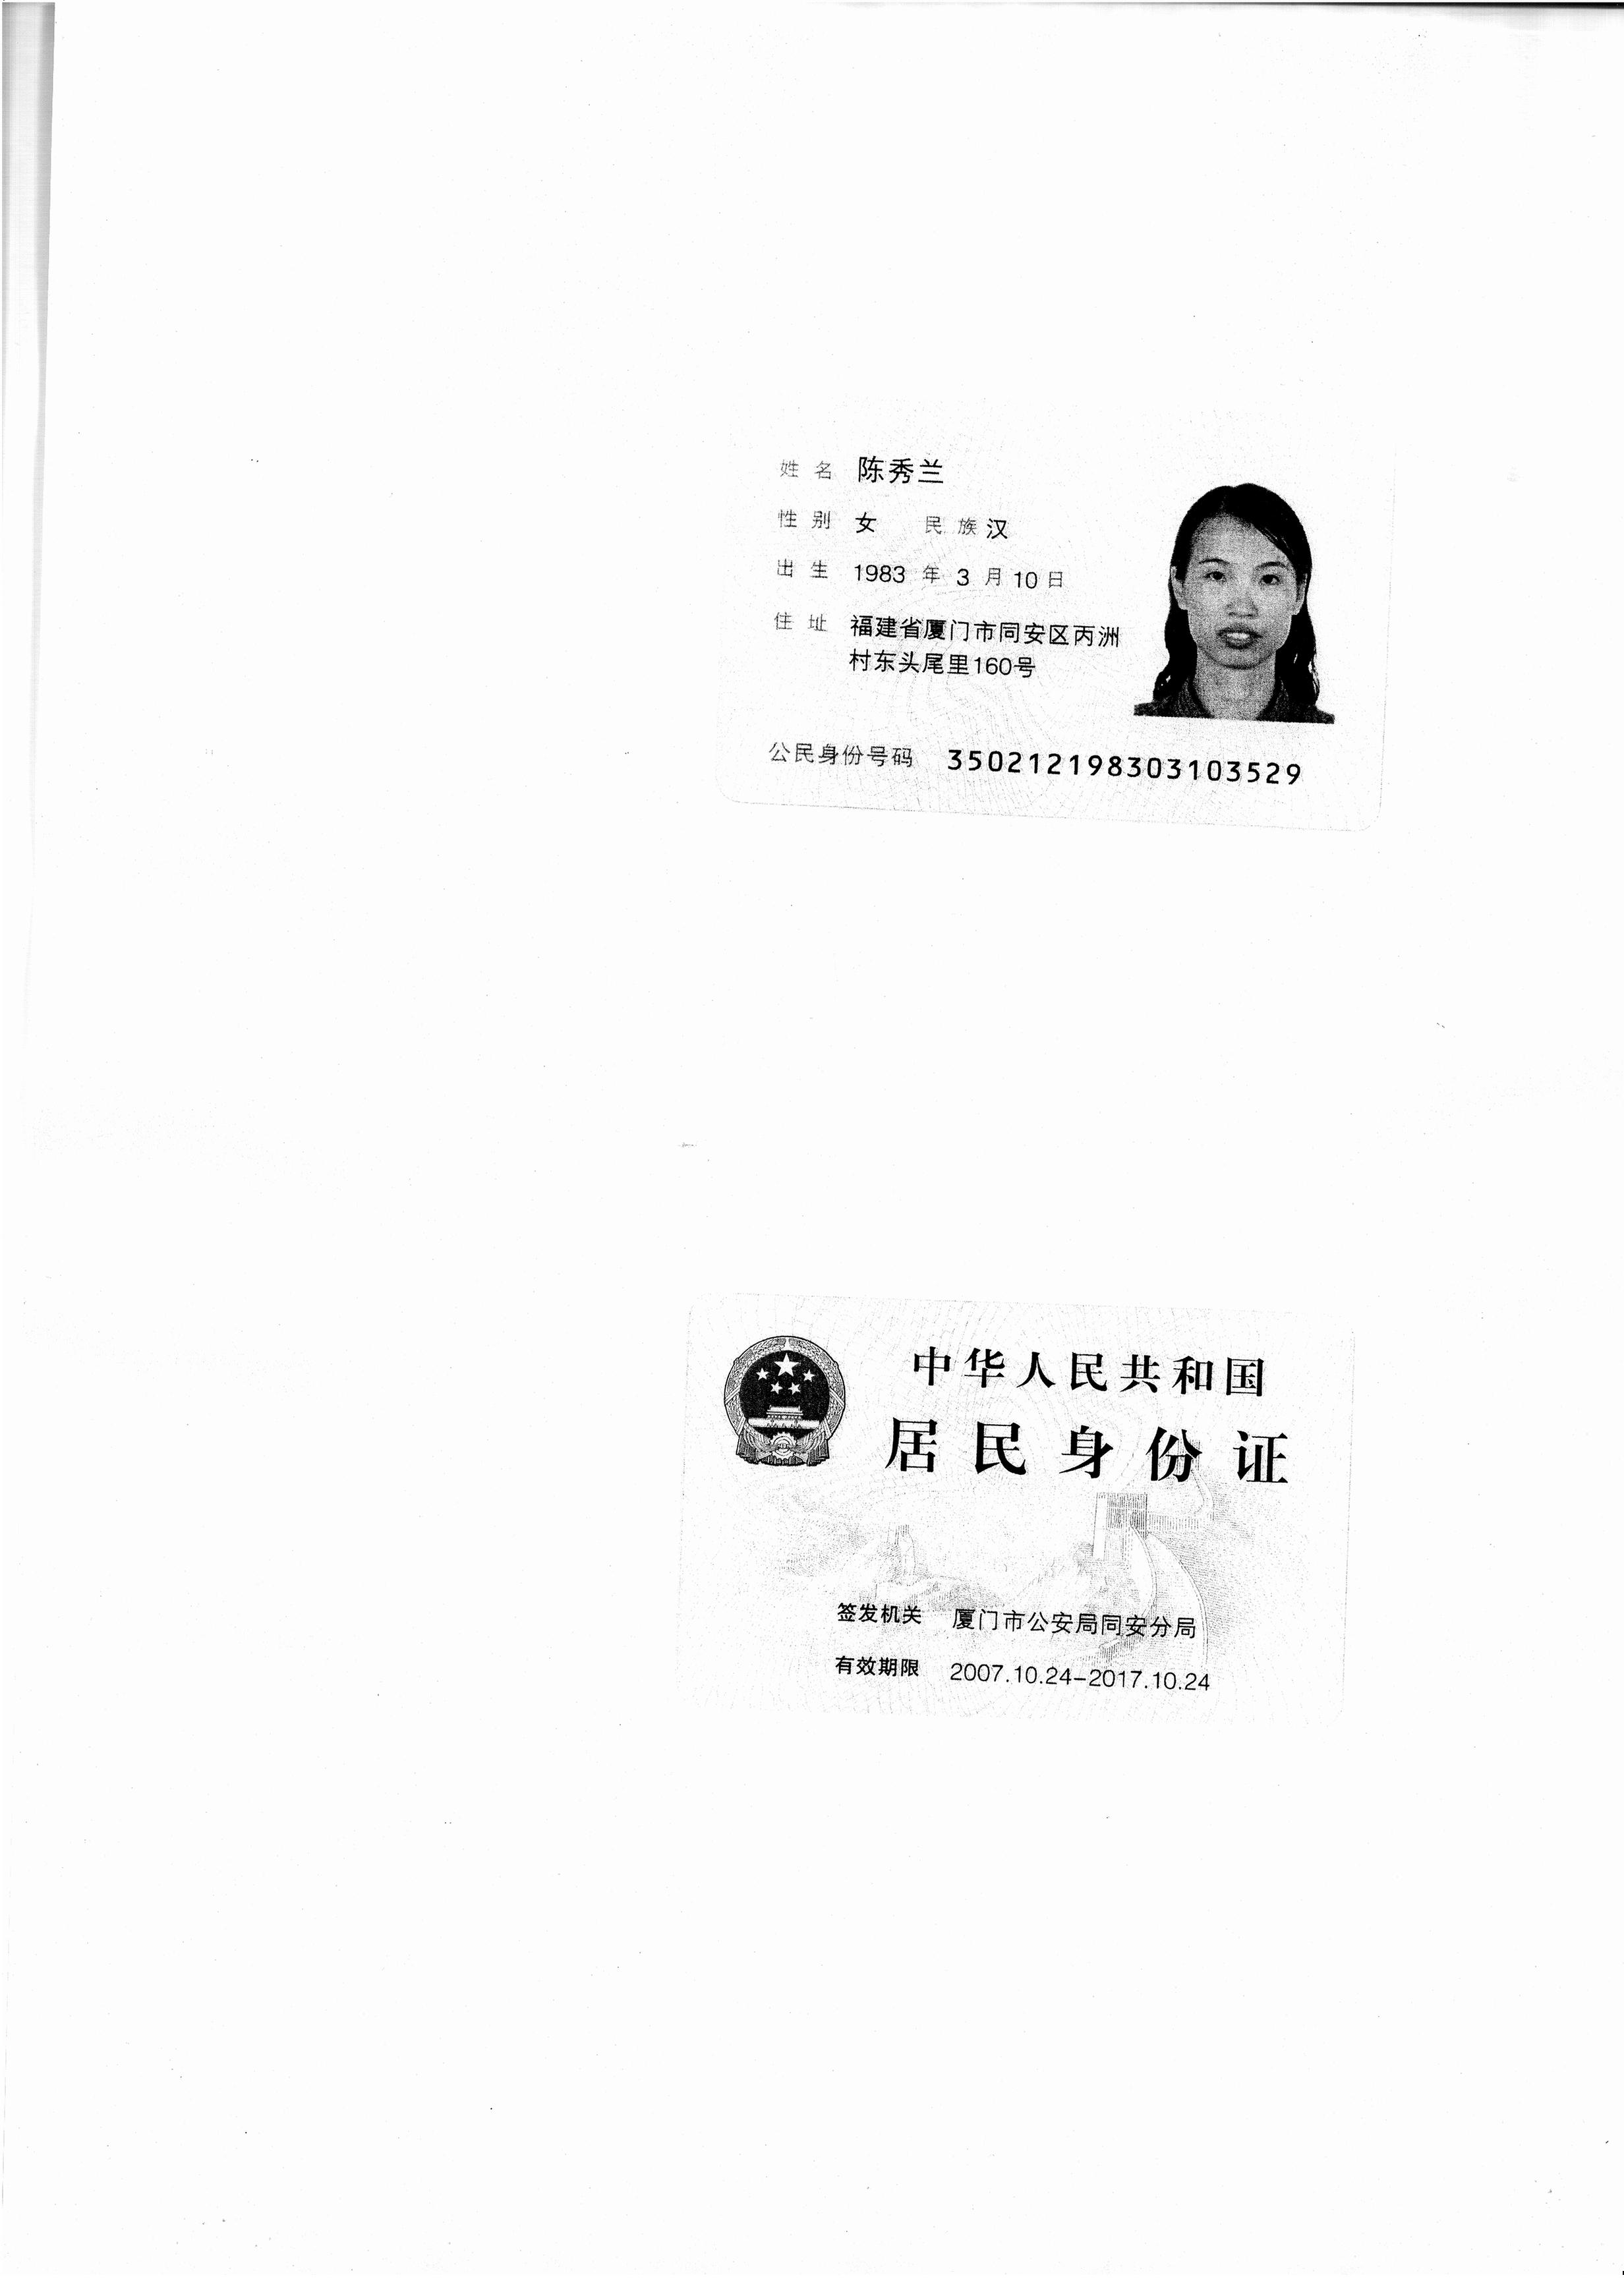 姓名 陈秀兰
性别 女 民族 汉
出生 1983 年 3 月 10 日
住址 福建省厦门市同安区丙洲
村东头尾里160号
公民身份号码 350212198303103529
中华人民共和国
居民身份证
签发机关 厦门市公安局同安分局
有效期限 2007.10.24-2017.10.24